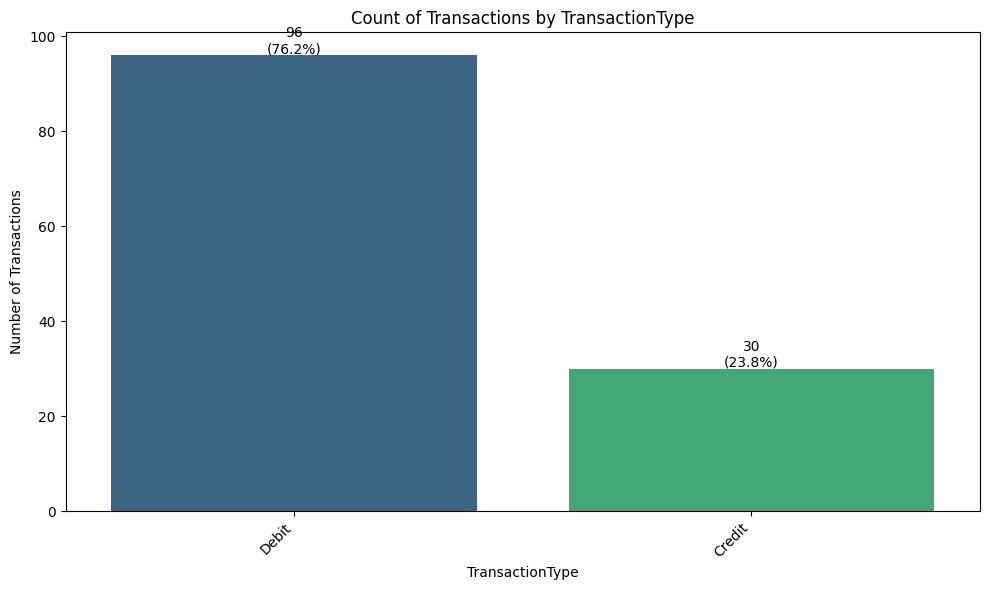 Count of Transactions by TransactionType
96
(76.2%)
30
(23.8%)
100
80
60
40
20
0
Number of Transactions
Debit
Credit
TransactionType